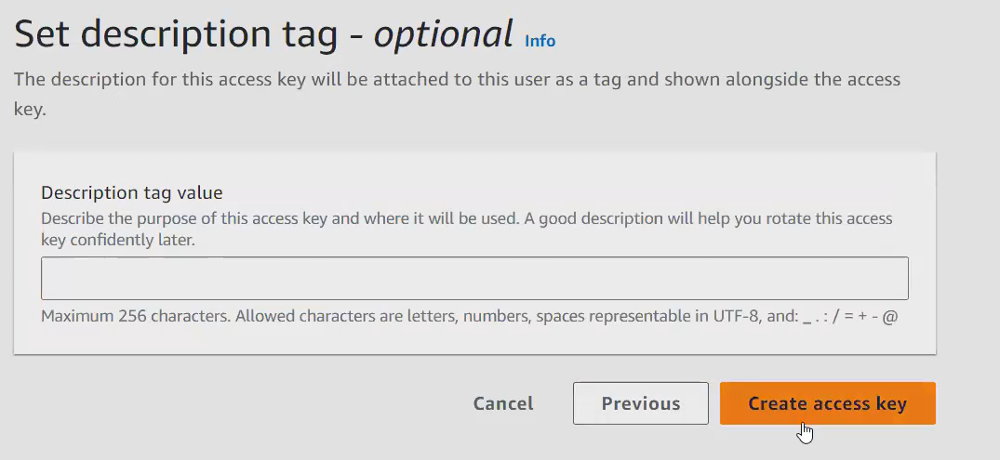 Set description tag - optional Info
The description for this access key will be attached to this user as a tag and shown alongside the access
key.
Description tag value
Describe the purpose of this access key and where it will be used. A good description will help you rotate this access
key confidently later.
Maximum 256 characters. Allowed characters are letters, numbers, spaces representable in UTF-8, and: _ . : / = + - @
Cancel Previous Create access key